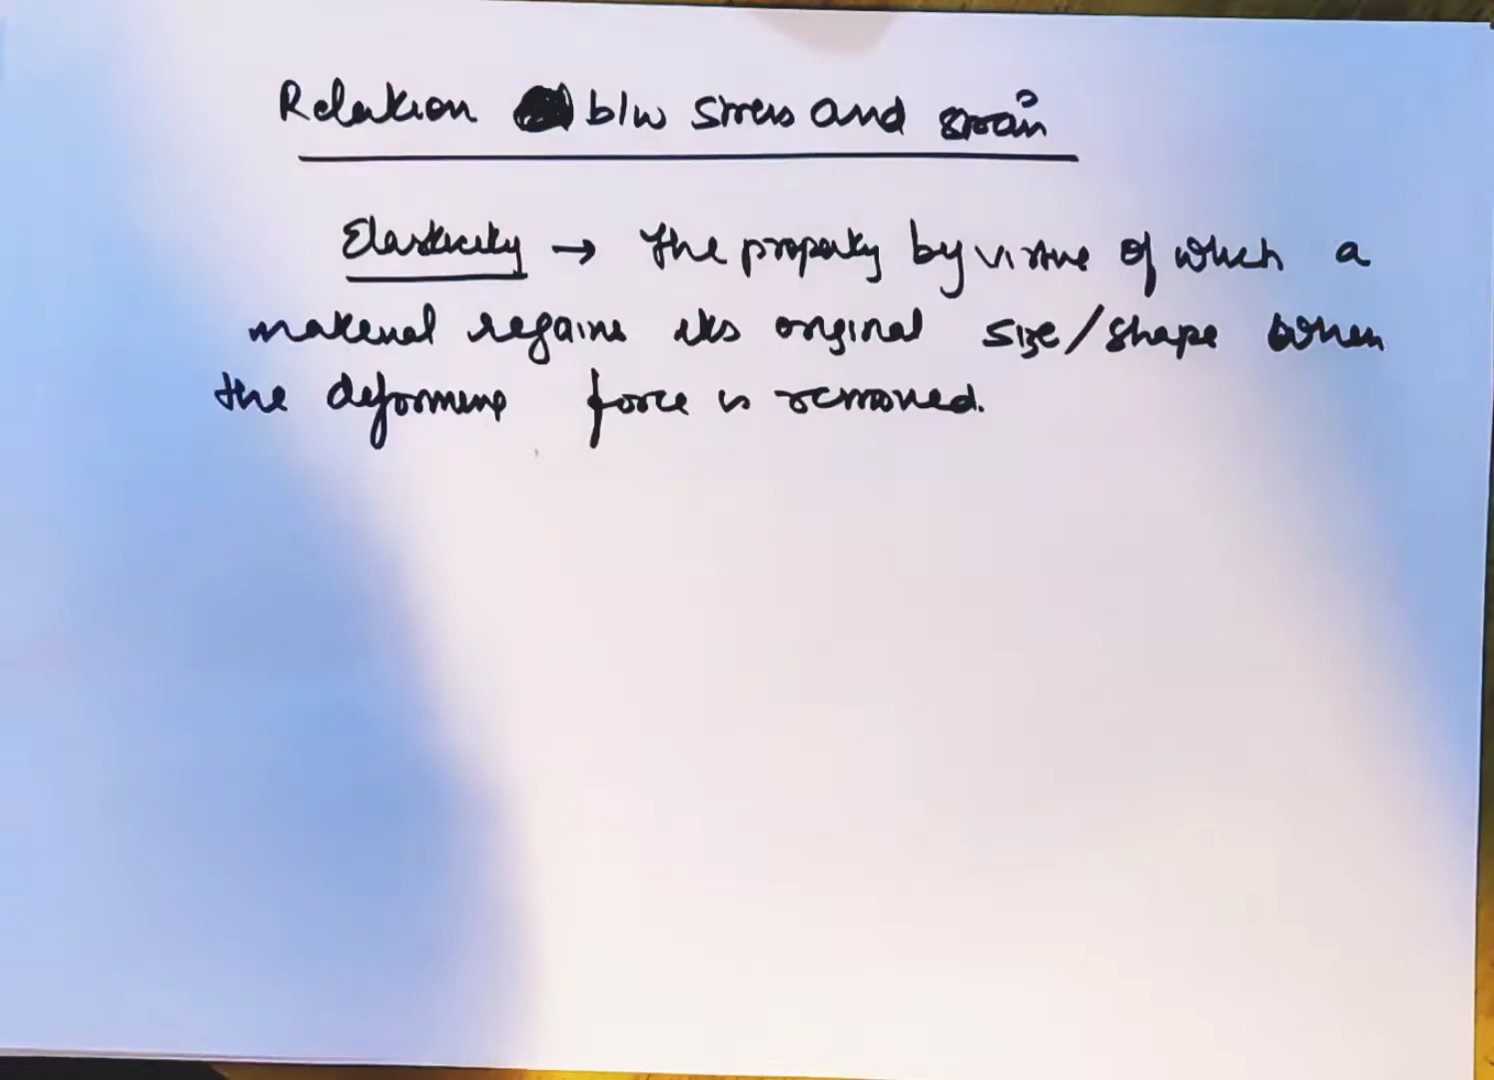 Relation b/w stress and strain
Elasticity → The property by virtue of which a
material regains its original size/shape when
the deforming force is removed.